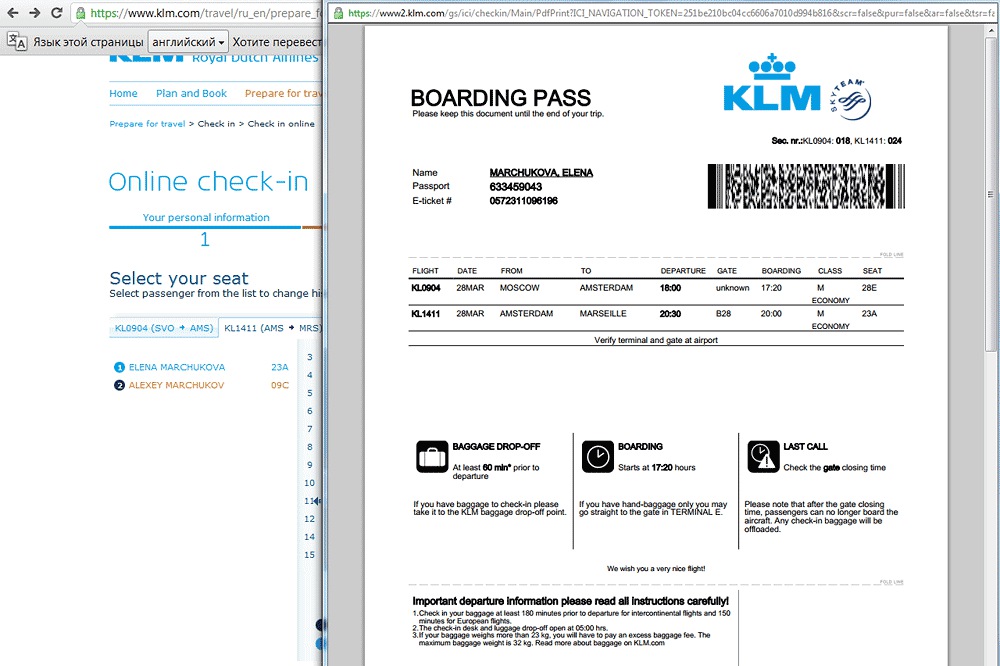 https://www.klm.com/travel/ru_en/prepare_f
Язык этой страницы английский Хотите перевест
KLM Royal Dutch Airlines
Home Plan and Book Prepare for trav
Prepare for travel > Check in > Check in online
Online check-in
Your personal information
1
Select your seat
Select passenger from the list to change hi
KL0904 (SVO → AMS) KL1411 (AMS → MRS)
1 ELENA MARCHUKOVA 23A
2 ALEXEY MARCHUKOV 09C
3
4
5
6
7
8
9
10
11
12
13
14
15
https://www2.klm.com/gs/ici/checkin/Main/PdfPrint?ICI_NAVIGATION_TOKEN=251be210bc04cc6606a7010d994b816&scr=false&pur=false&ar=false&tsr=fa
BOARDING PASS
Please keep this document until the end of your trip.
KLM
SKYTEAM
Sec. nr.:KL0904: 018, KL1411: 024
Name MARCHUKOVA, ELENA
Passport 633459043
E-ticket # 0572311096196
FOLD LINE
FLIGHT DATE FROM TO DEPARTURE GATE BOARDING CLASS SEAT
KL0904 28MAR MOSCOW AMSTERDAM 18:00 unknown 17:20 M 28E
ECONOMY
KL1411 28MAR AMSTERDAM MARSEILLE 20:30 B28 20:00 M 23A
ECONOMY
Verify terminal and gate at airport
BAGGAGE DROP-OFF
At least 60 min* prior to
departure
If you have baggage to check-in please
take it to the KLM baggage drop-off point.
BOARDING
Starts at 17:20 hours
If you have hand-baggage only you may
go straight to the gate in TERMINAL E.
LAST CALL
Check the gate closing time
Please note that after the gate closing
time, passengers can no longer board the
aircraft. Any check-in baggage will be
offloaded.
We wish you a very nice flight!
FOLD LINE
Important departure information please read all instructions carefully!
1.Check in your baggage at least 180 minutes prior to departure for intercontinental flights and 150
minutes for European flights.
2.The check-in desk and luggage drop-off open at 05:00 hrs.
3.If your baggage weighs more than 23 kg, you will have to pay an excess baggage fee. The
maximum baggage weight is 32 kg. Read more about baggage on KLM.com